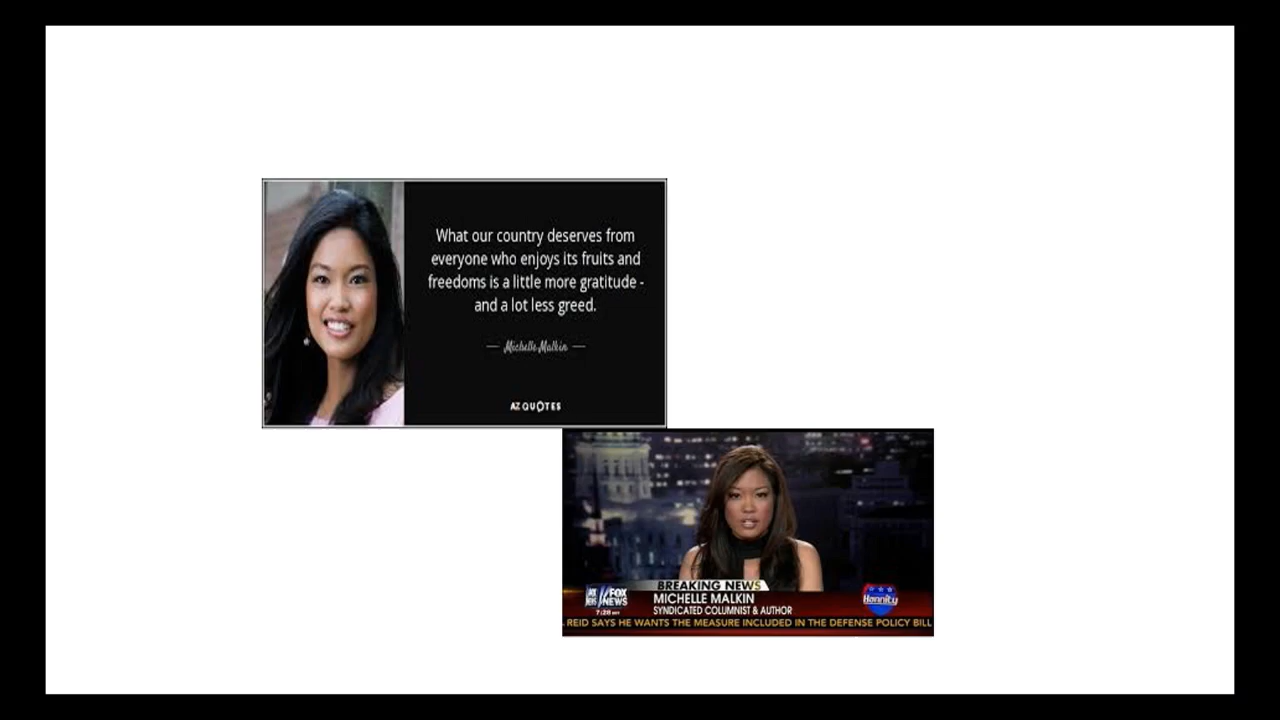 What our country deserves from
everyone who enjoys its fruits and
freedoms is a little more gratitude -
and a lot less greed.
— Michelle Malkin —
AZ QUOTES
BREAKING NEWS
MICHELLE MALKIN
SYNDICATED COLUMNIST & AUTHOR
FOX NEWS
7:28
Hannity
. REID SAYS HE WANTS THE MEASURE INCLUDED IN THE DEFENSE POLICY BILL